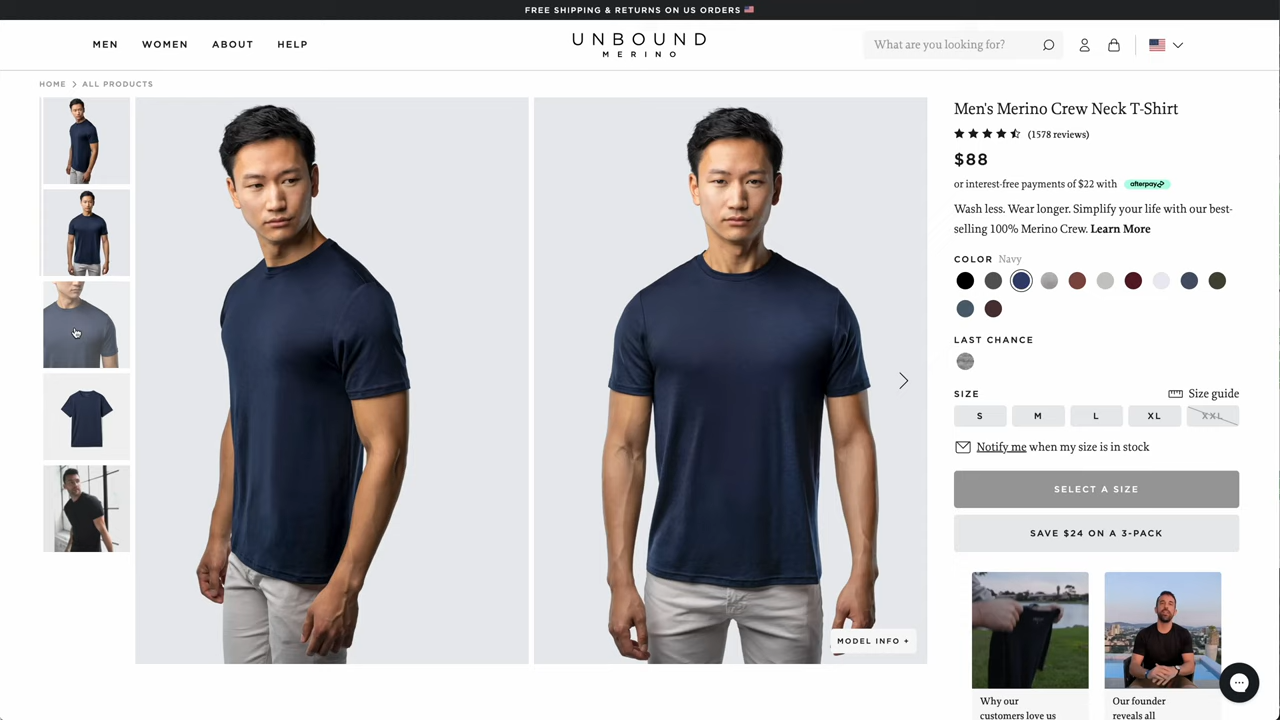 FREE SHIPPING & RETURNS ON US ORDERS
MEN WOMEN ABOUT HELP
UNBOUND
MERINO
What are you looking for?
HOME > ALL PRODUCTS
Men's Merino Crew Neck T-Shirt
(1578 reviews)
$88
or interest-free payments of $22 with afterpay
Wash less. Wear longer. Simplify your life with our best-
selling 100% Merino Crew. Learn More
COLOR Navy
LAST CHANCE
SIZE Size guide
S M L XL XXL
Notify me when my size is in stock
SELECT A SIZE
SAVE $24 ON A 3-PACK
MODEL INFO +
Why our
customers love us
Our founder
reveals all